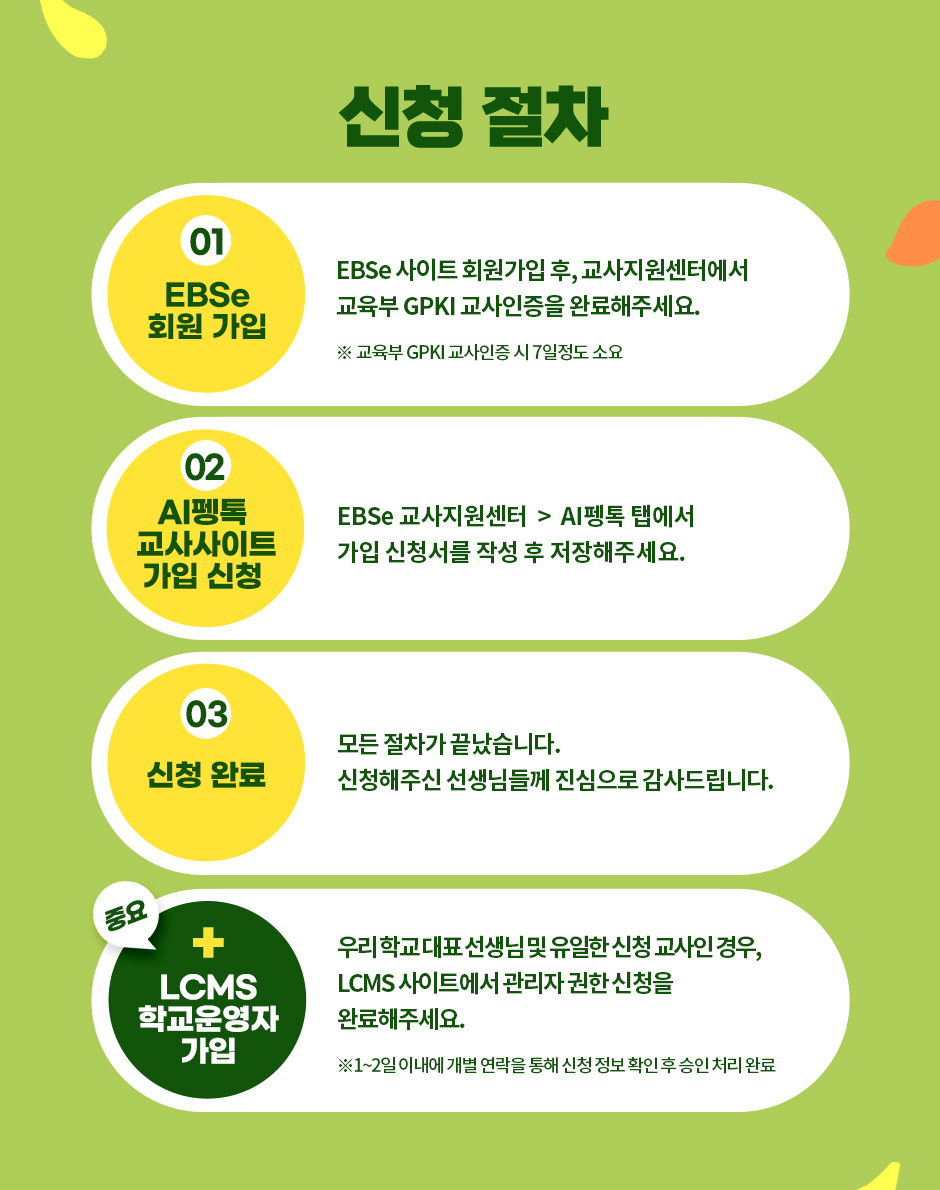 신청 절차
01
EBSe
회원 가입
EBSe 사이트 회원가입 후, 교사지원센터에서
교육부 GPKI 교사인증을 완료해주세요.
※ 교육부 GPKI 교사인증 시 7일정도 소요
02
AI펭톡
교사사이트
가입 신청
EBSe 교사지원센터 > AI펭톡 탭에서
가입 신청서를 작성 후 저장해주세요.
03
신청 완료
모든 절차가 끝났습니다.
신청해주신 선생님들께 진심으로 감사드립니다.
중요
+
LCMS
학교운영자
가입
우리 학교 대표 선생님 및 유일한 신청 교사인 경우,
LCMS 사이트에서 관리자 권한 신청을
완료해주세요.
※1~2일 이내에 개별 연락을 통해 신청 정보 확인 후 승인 처리 완료